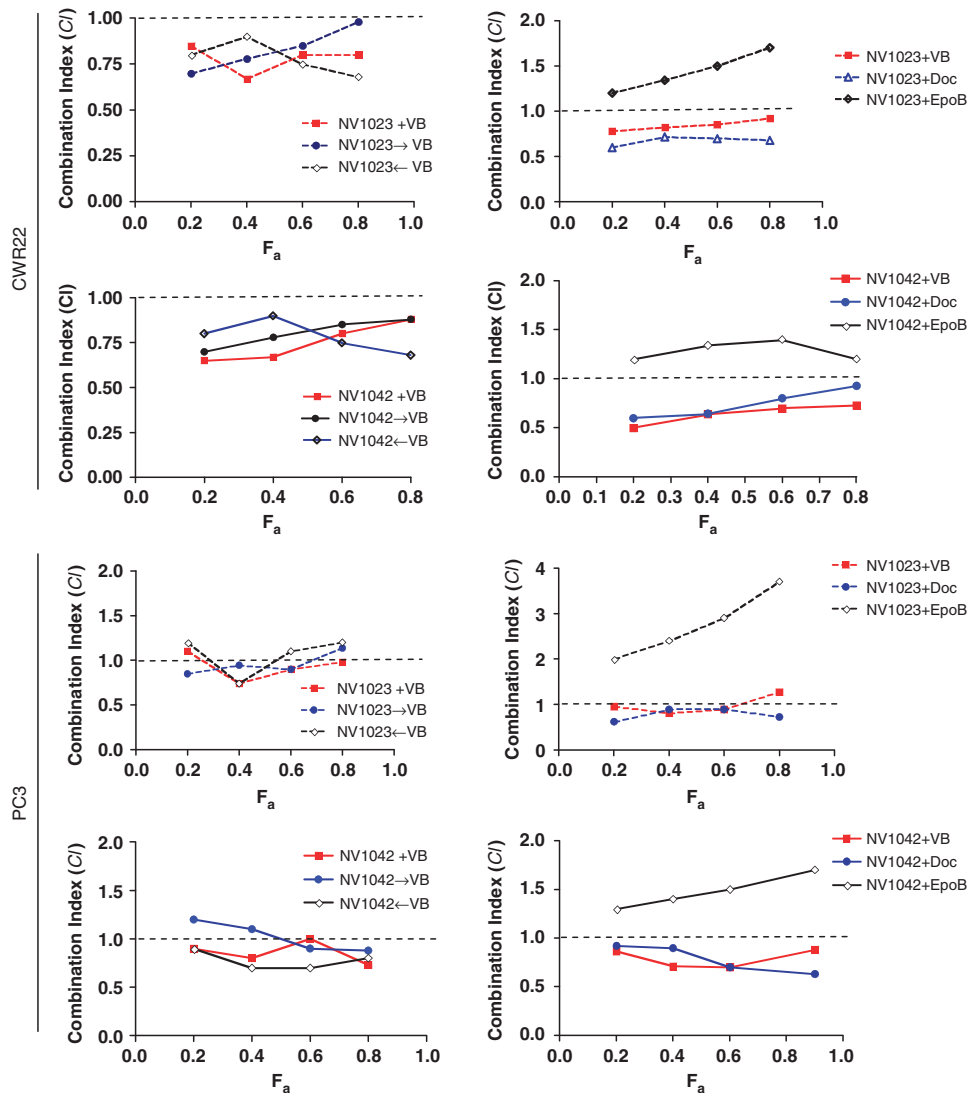 CWR22
Combination Index (CI)
1.00
0.75
0.50
0.25
0.00
NV1023 +VB
NV1023→ VB
NV1023← VB
0.0 0.2 0.4 0.6 0.8 1.0
Fa
Combination Index (CI)
2.0
1.5
1.0
0.5
0.0
NV1023+VB
NV1023+Doc
NV1023+EpoB
0.0 0.2 0.4 0.6 0.8 1.0
Fa
Combination Index (CI)
1.00
0.75
0.50
0.25
0.00
NV1042 +VB
NV1042→VB
NV1042←VB
0.0 0.2 0.4 0.6 0.8
Fa
Combination Index (CI)
2.0
1.5
1.0
0.5
0.0
NV1042+VB
NV1042+Doc
NV1042+EpoB
0.0 0.1 0.2 0.3 0.4 0.5 0.6 0.7 0.8
Fa
PC3
Combination Index (CI)
2.0
1.5
1.0
0.5
0.0
NV1023 +VB
NV1023→VB
NV1023←VB
0.0 0.2 0.4 0.6 0.8 1.0
Fa
Combination Index (CI)
4
3
2
1
0
NV1023+VB
NV1023+Doc
NV1023+EpoB
0.0 0.2 0.4 0.6 0.8 1.0
Fa
Combination Index (CI)
2.0
1.5
1.0
0.5
0.0
NV1042 +VB
NV1042→VB
NV1042←VB
0.0 0.2 0.4 0.6 0.8 1.0
Fa
Combination Index (CI)
2.0
1.5
1.0
0.5
0.0
NV1042+VB
NV1042+Doc
NV1042+EpoB
0.0 0.2 0.4 0.6 0.8 1.0
Fa